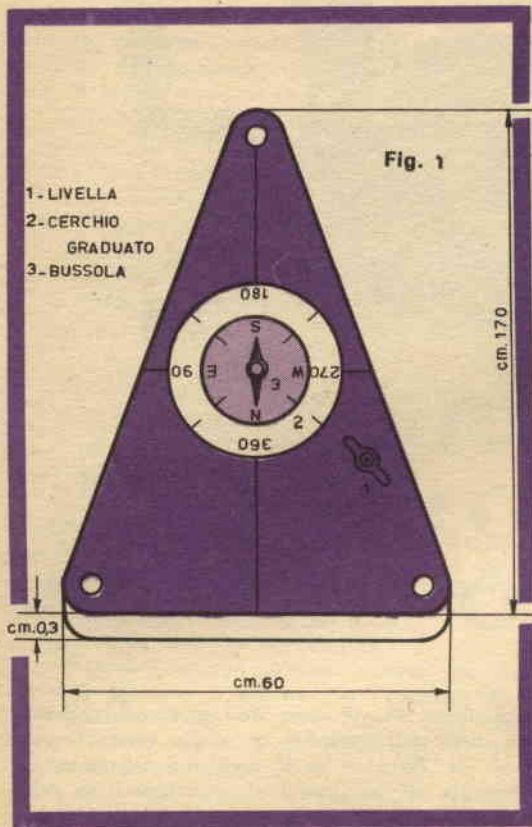 Fig. 1
1-LIVELLA
2-CERCHIO
GRADUATO
3-BUSSOLA
180
S
90 E W 270
3
N 2
360
1
cm.170
cm.0,3
cm.60